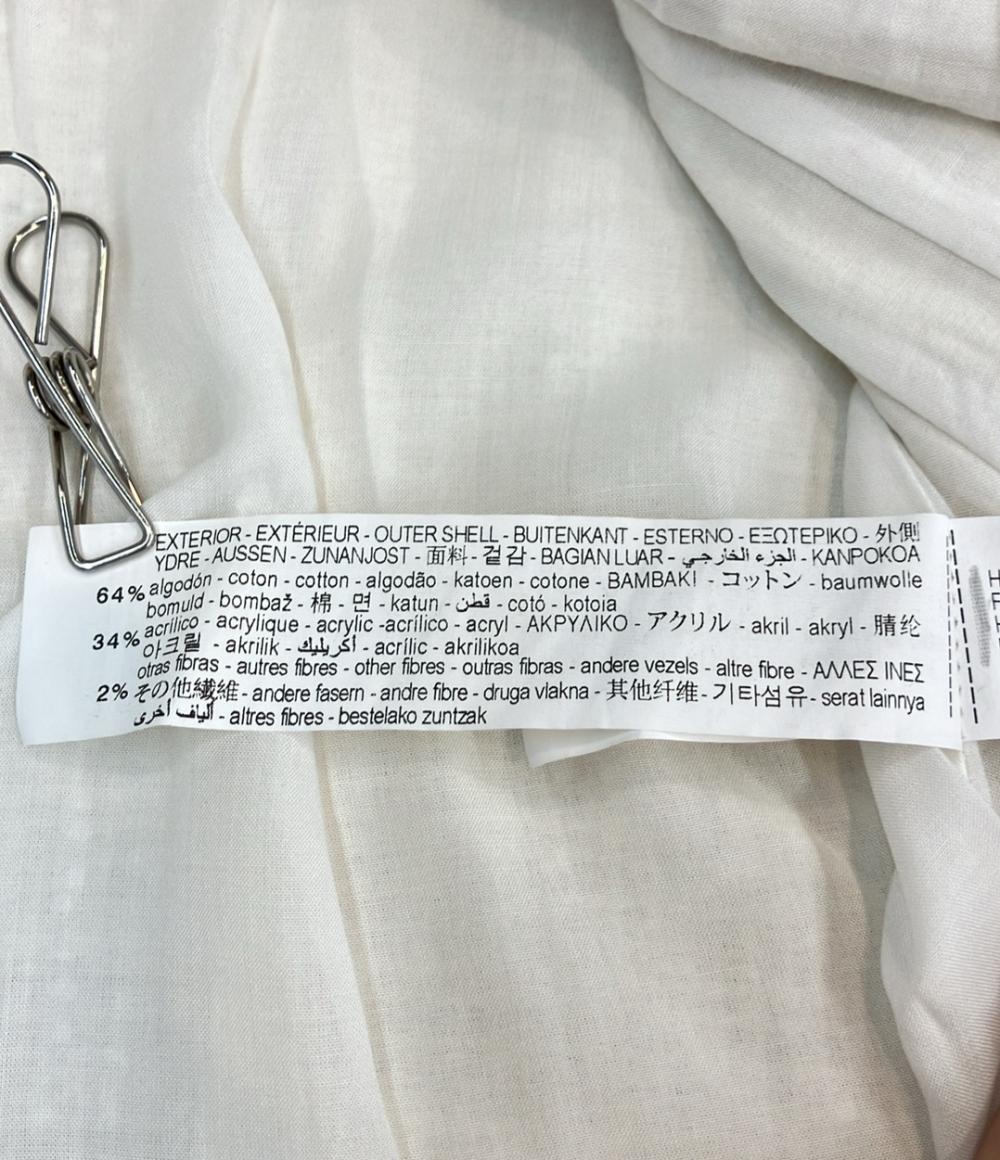 EXTERIOR - EXTÉRIEUR - OUTER SHELL - BUITENKANT - ESTERNO - ΕΞΩΤΕΡΙΚΟ - 外側
YDRE - AUSSEN - ZUNANJOST - 面料 - 겉감 - BAGIAN LUAR - الجزء الخارجي - KANPOKOA
64% algodón - coton - cotton - algodão - katoen - cotone - ΒΑΜΒΑΚΙ - コットン - baumwolle
bomuld - bombaž - 棉 - 면 - katun - قطن - cotó - kotoia
34% acrílico - acrylique - acrylic -acrílico - acryl - ΑΚΡΥΛΙΚΟ - アクリル - akril - akryl - 腈纶
아크릴 - akrilik - أكريليك - acrílic - akrilikoa
otras fibras - autres fibres - other fibres - outras fibras - andere vezels - altre fibre - ΑΛΛΕΣ ΙΝΕΣ
2% その他繊維 - andere fasern - andre fibre - druga vlakna - 其他纤维 - 기타섬유 - serat lainnya
ألياف أخرى - altres fibres - bestelako zuntzak